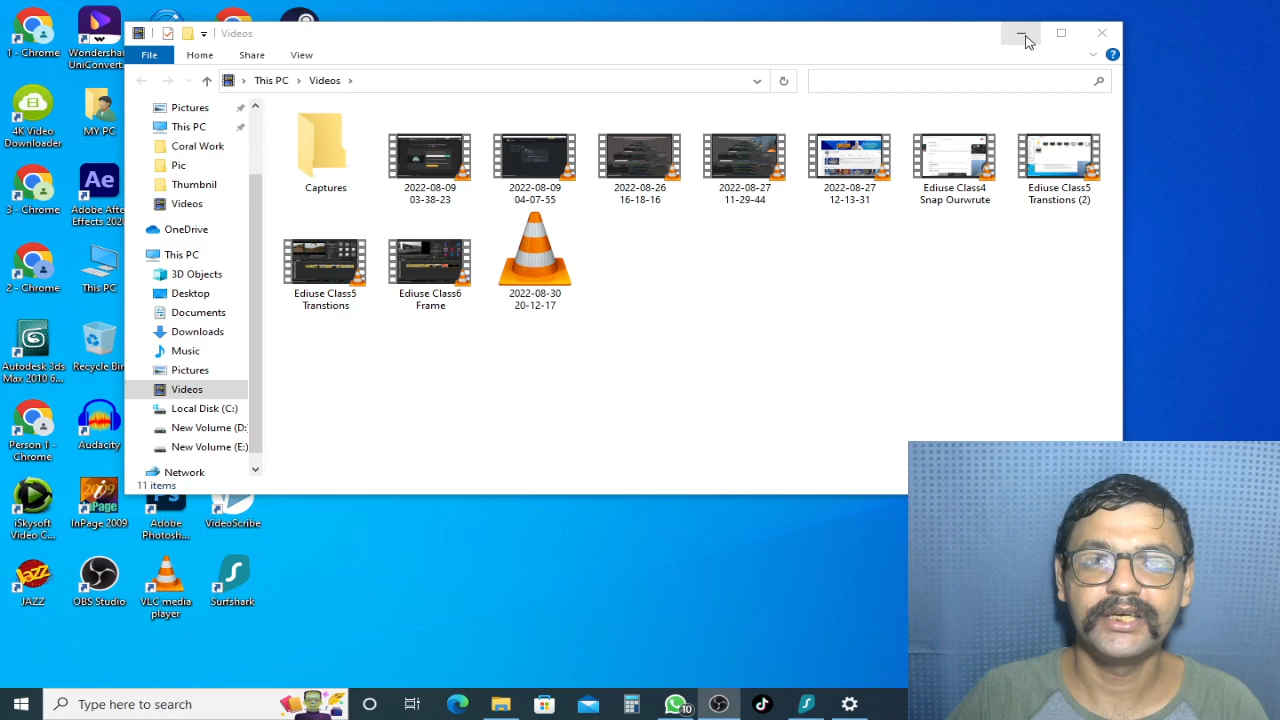 Videos
File
Home
Share
View
This PC
Videos
Pictures
This PC
Coral Work
Pic
Thumbnail
Videos
OneDrive
This PC
3D Objects
Desktop
Documents
Downloads
Music
Pictures
Videos
Local Disk (C:)
New Volume (D:
New Volume (E:)
Network
11 items
Captures
2022-08-09
03-38-23
2022-08-09
04-07-55
2022-08-26
16-18-16
2022-08-27
11-29-44
2022-08-27
12-13-31
Ediuse Class4
Snap Ourwrute
Ediuse Class5
Transtions (2)
Ediuse Class5
Transtions
Ediuse Class6
Frame
2022-08-30
20-12-17
1 - Chrome
Wondershar
UniConvert
4K Video
Downloader
MY PC
3 - Chrome
Ae
Adobe After
Effects 202
2 - Chrome
This PC
Autodesk 3ds
Max 2010 6...
Recycle Bin
Person 1 -
Chrome
Audacity
iSkysoft
Video C...
2009
InPage 2009
Adobe
Photosh...
VideoScribe
JAZZ
JAZZ
OBS Studio
VLC media
player
Surfshark
Type here to search
10